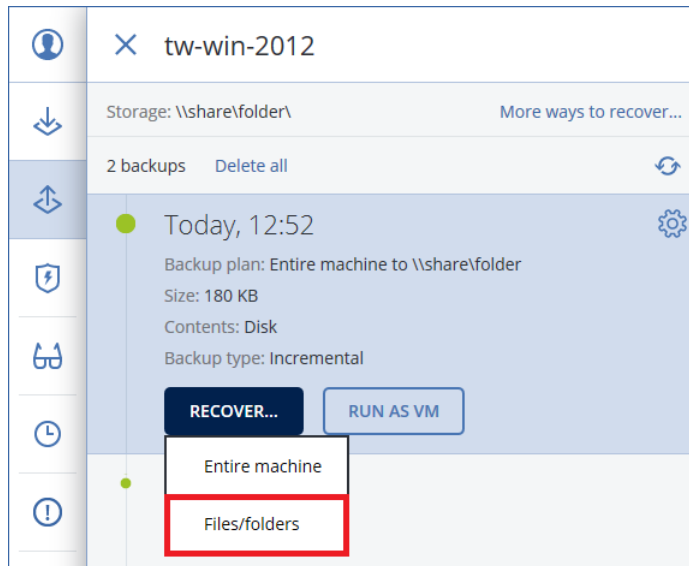 tw-win-2012
Storage: \\share\folder\ More ways to recover...
2 backups Delete all
Today, 12:52
Backup plan: Entire machine to \\share\folder
Size: 180 KB
Contents: Disk
Backup type: Incremental
RECOVER... RUN AS VM
Entire machine
Files/folders